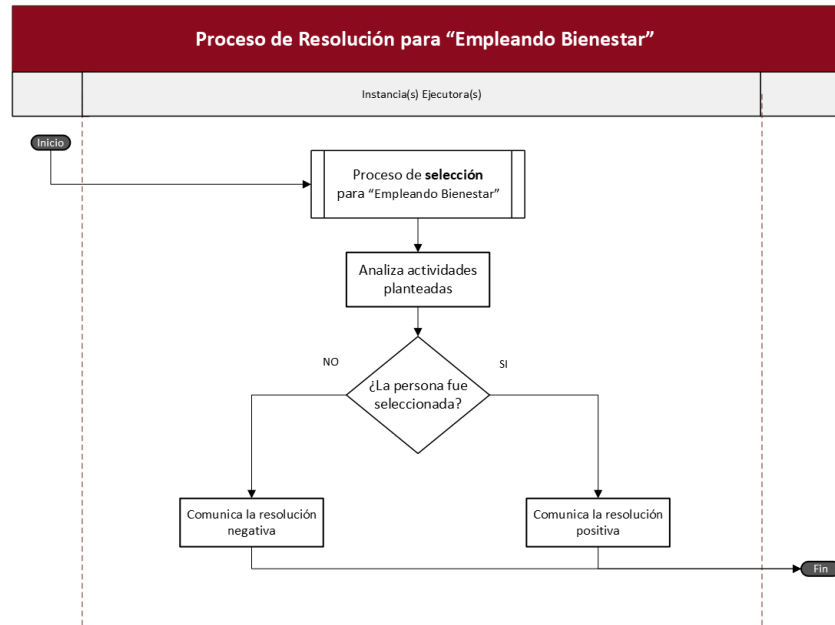 Proceso de Resolución para “Empleando Bienestar”
Instancia(s) Ejecutora(s)
Inicio
Proceso de selección
para “Empleando Bienestar”
Analiza actividades
planteadas
NO
SI
¿La persona fue
seleccionada?
Comunica la resolución
negativa
Comunica la resolución
positiva
Fin